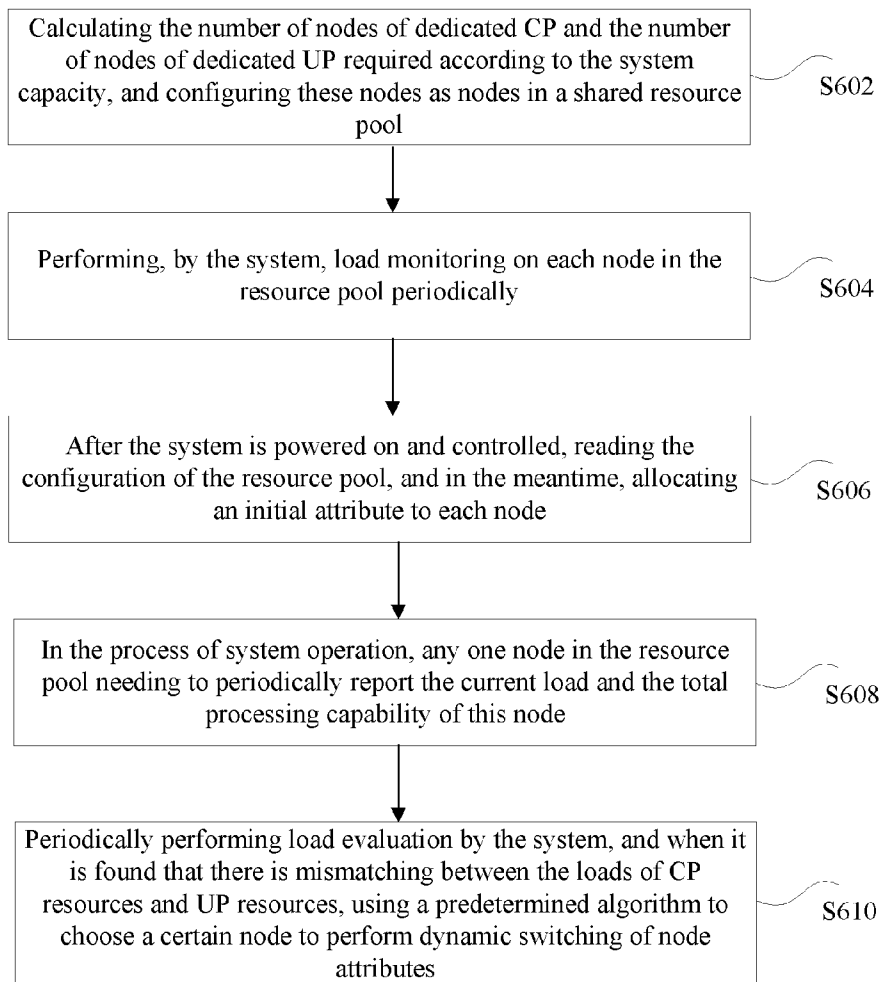 Calculating the number of nodes of dedicated CP and the number
of nodes of dedicated UP required according to the system
capacity, and configuring these nodes as nodes in a shared resource
pool
S602
Performing, by the system, load monitoring on each node in the
resource pool periodically
S604
After the system is powered on and controlled, reading the
configuration of the resource pool, and in the meantime, allocating
an initial attribute to each node
S606
In the process of system operation, any one node in the resource
pool needing to periodically report the current load and the total
processing capability of this node
S608
Periodically performing load evaluation by the system, and when it
is found that there is mismatching between the loads of CP
resources and UP resources, using a predetermined algorithm to
choose a certain node to perform dynamic switching of node
attributes
S610